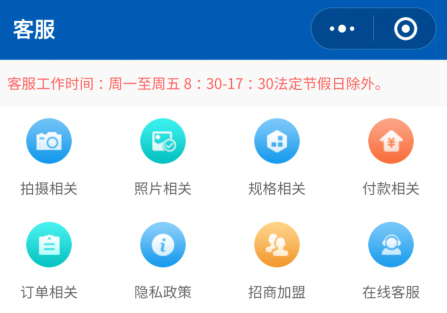 客服
客服工作时间：周一至周五 8：30-17：30法定节假日除外。
拍摄相关 照片相关 规格相关 付款相关
订单相关 隐私政策 招商加盟 在线客服